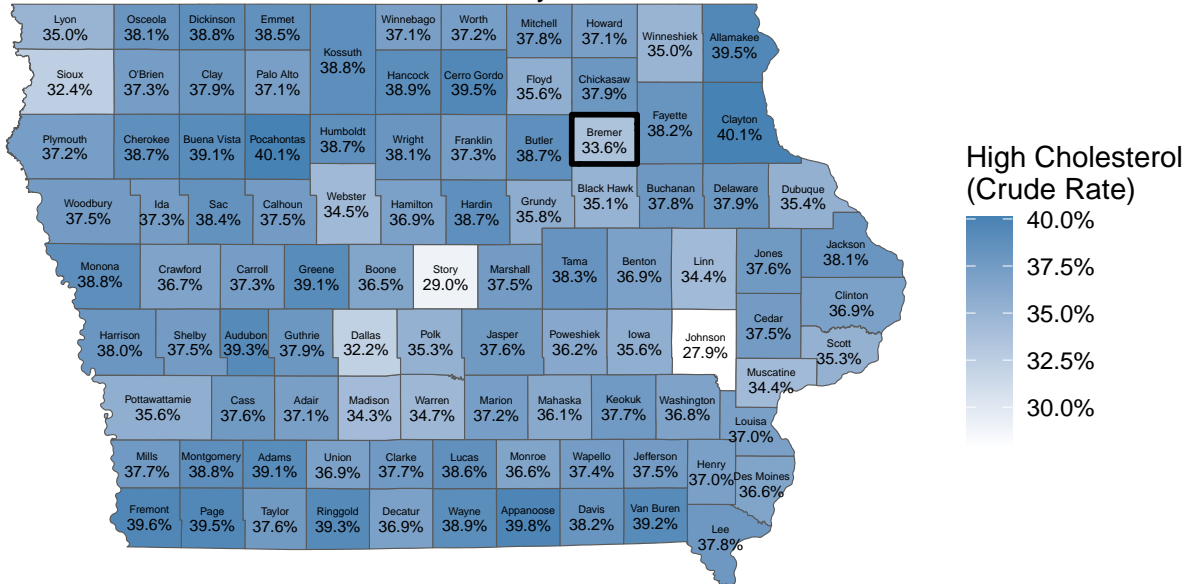 Lyon
35.0%
Osceola
38.1%
Dickinson
38.8%
Emmet
38.5%
Kossuth
38.8%
Winnebago
37.1%
Worth
37.2%
Mitchell
37.8%
Howard
37.1%
Winneshiek
35.0%
Allamakee
39.5%
Sioux
32.4%
O'Brien
37.3%
Clay
37.9%
Palo Alto
37.1%
Hancock
38.9%
Cerro Gordo
39.5%
Floyd
35.6%
Chickasaw
37.9%
Fayette
38.2%
Clayton
40.1%
Plymouth
37.2%
Cherokee
38.7%
Buena Vista
39.1%
Pocahontas
40.1%
Humboldt
38.7%
Wright
38.1%
Franklin
37.3%
Butler
38.7%
Bremer
33.6%
Woodbury
37.5%
Ida
37.3%
Sac
38.4%
Calhoun
37.5%
Webster
34.5%
Hamilton
36.9%
Hardin
38.7%
Grundy
35.8%
Black Hawk
35.1%
Buchanan
37.8%
Delaware
37.9%
Dubuque
35.4%
Monona
38.8%
Crawford
36.7%
Carroll
37.3%
Greene
39.1%
Boone
36.5%
Story
29.0%
Marshall
37.5%
Tama
38.3%
Benton
36.9%
Linn
34.4%
Jones
37.6%
Jackson
38.1%
Clinton
36.9%
Harrison
38.0%
Shelby
37.5%
Audubon
39.3%
Guthrie
37.9%
Dallas
32.2%
Polk
35.3%
Jasper
37.6%
Poweshiek
36.2%
Iowa
35.6%
Johnson
27.9%
Cedar
37.5%
Scott
35.3%
Muscatine
34.4%
Pottawattamie
35.6%
Cass
37.6%
Adair
37.1%
Madison
34.3%
Warren
34.7%
Marion
37.2%
Mahaska
36.1%
Keokuk
37.7%
Washington
36.8%
Louisa
37.0%
Mills
37.7%
Montgomery
38.8%
Adams
39.1%
Union
36.9%
Clarke
37.7%
Lucas
38.6%
Monroe
36.6%
Wapello
37.4%
Jefferson
37.5%
Henry
37.0%
Des Moines
36.6%
Fremont
39.6%
Page
39.5%
Taylor
37.6%
Ringgold
39.3%
Decatur
36.9%
Wayne
38.9%
Appanoose
39.8%
Davis
38.2%
Van Buren
39.2%
Lee
37.8%
High Cholesterol
(Crude Rate)
40.0%
37.5%
35.0%
32.5%
30.0%